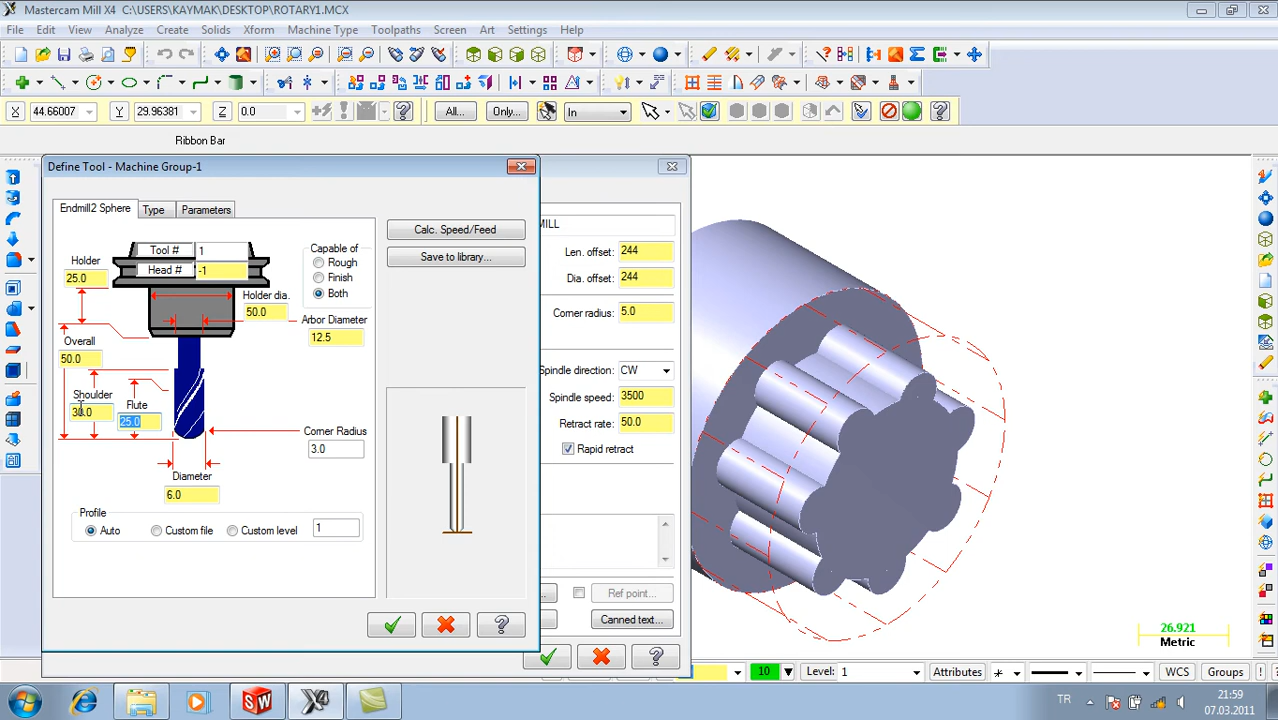 Mastercam Mill X4 C:\USERS\KAYMAK\DESKTOP\ROTARY1.MCX
File Edit View Analyze Create Solids Xform Machine Type Toolpaths Screen Art Settings Help
X 44.66007 Y 29.96381 Z 0.0 All... Only... In
Ribbon Bar
Define Tool - Machine Group-1
Endmill2 Sphere Type Parameters
Calc. Speed/Feed
Save to library...
Tool # 1
Head # -1
Holder
25.0
Capable of
Rough
Finish
Both
Holder dia.
50.0
Arbor Diameter
12.5
Overall
50.0
Shoulder
Flute
25.0
Corner Radius
3.0
Diameter
6.0
Profile
Auto Custom file Custom level 1
MILL
Len. offset: 244
Dia. offset: 244
Corner radius: 5.0
Spindle direction: CW
Spindle speed: 3500
Retract rate: 50.0
Rapid retract
Ref point...
Canned text...
26.921
Metric
10 Level: 1 Attributes WCS Groups
TR
21:59
07.03.2011